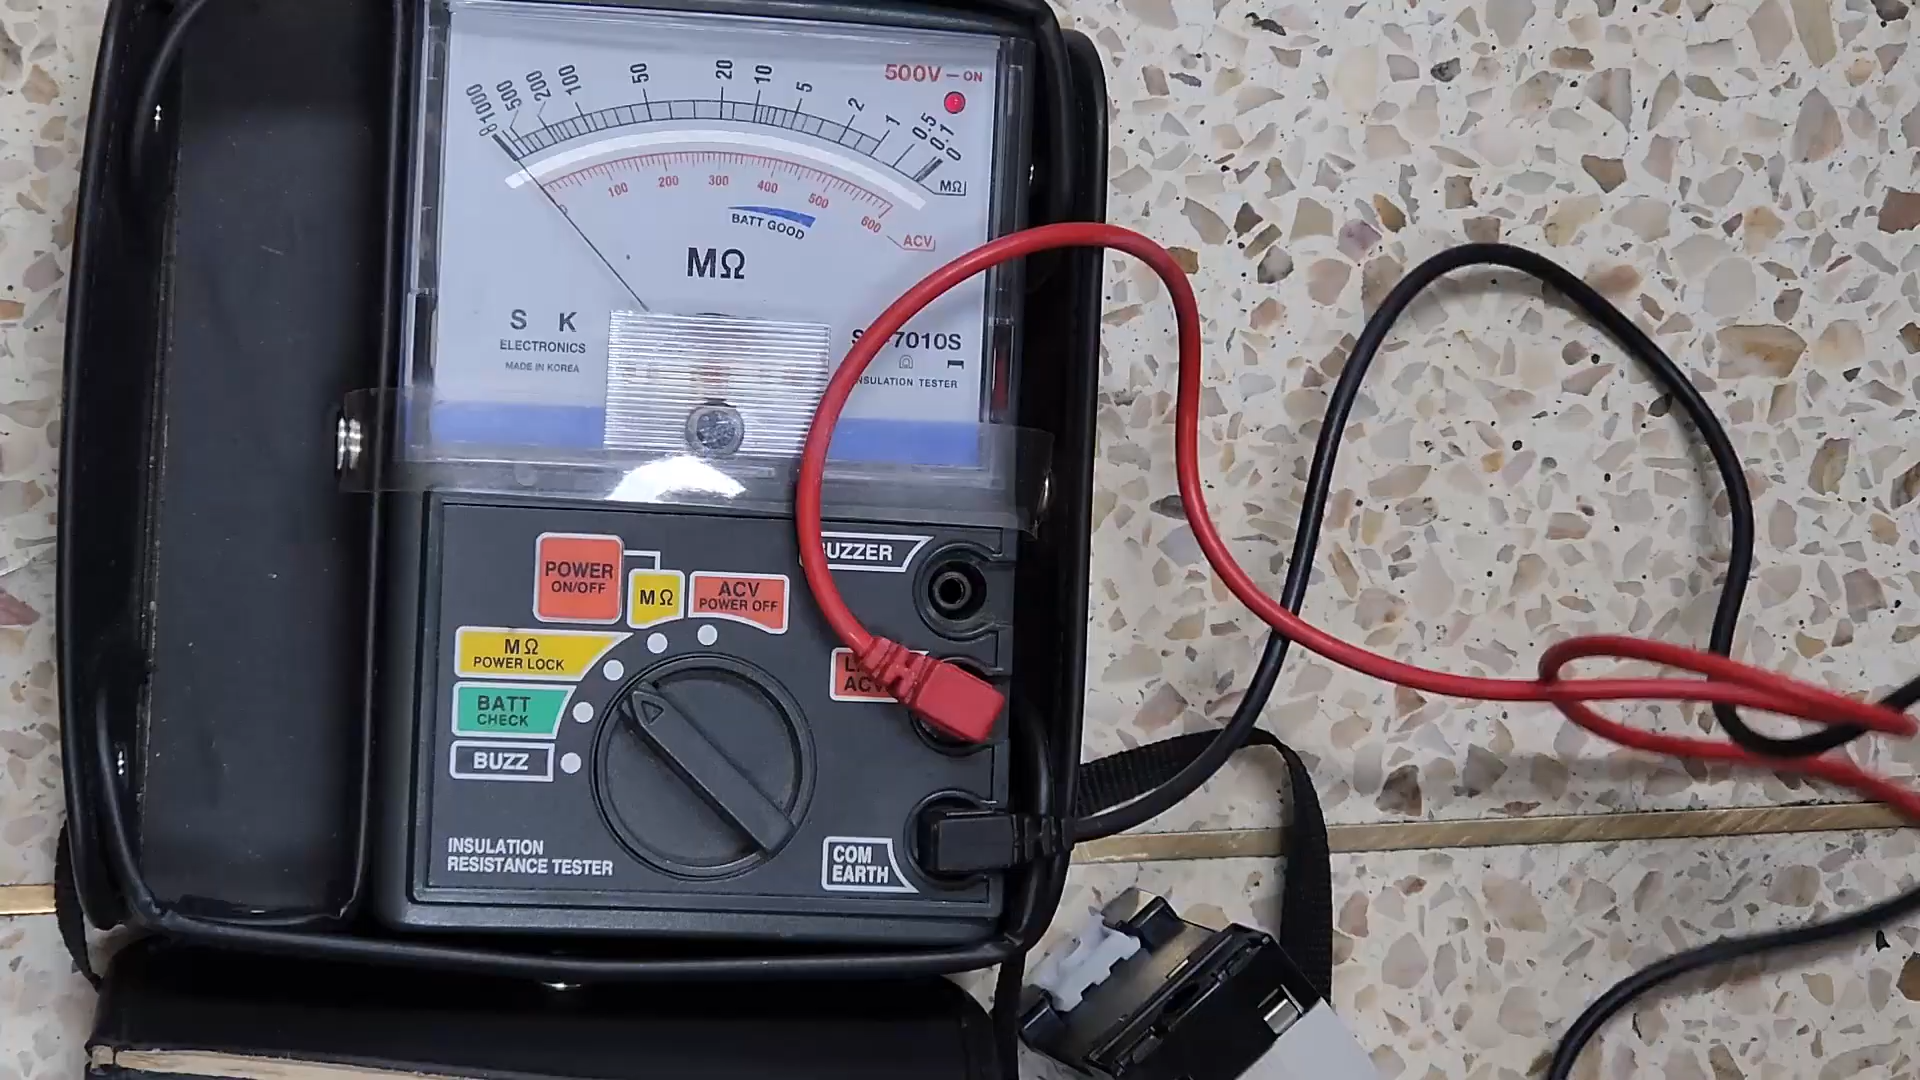 500V — ON
∞ 1000 500 200 100 50 20 10 5 2 1 0.5 0.1 0
MΩ
0 100 200 300 400 500 600
ACV
BATT GOOD
MΩ
S K
ELECTRONICS
MADE IN KOREA
7010S
INSULATION TESTER
POWER
ON/OFF
MΩ
ACV
POWER OFF
BUZZER
MΩ
POWER LOCK
BATT
CHECK
BUZZ
ACV
INSULATION
RESISTANCE TESTER
COM
EARTH